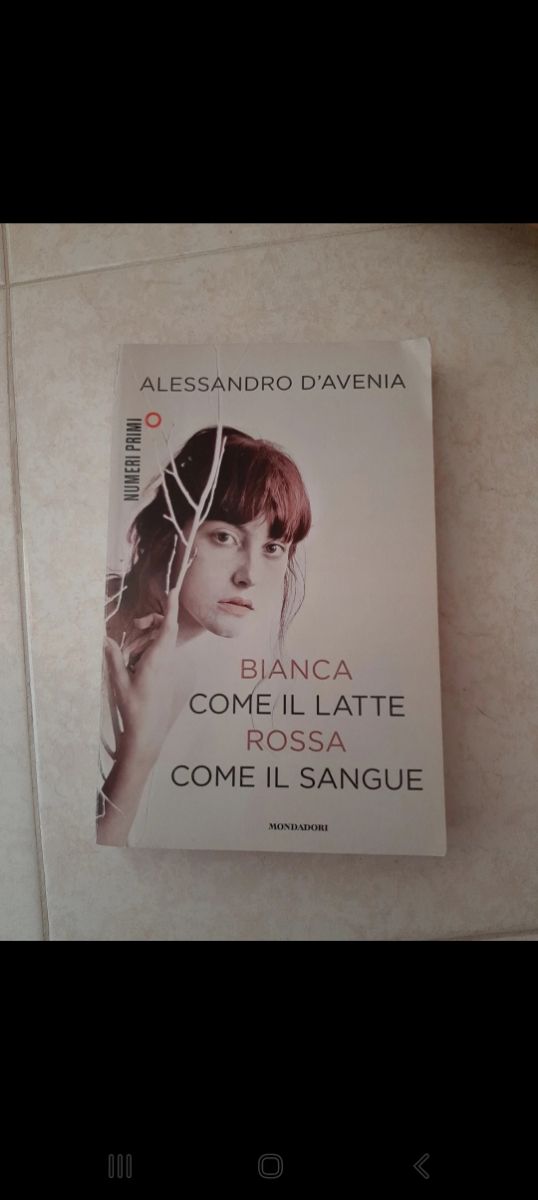 ALESSANDRO D'AVENIA
NUMERI PRIMI
BIANCA
COME IL LATTE
ROSSA
COME IL SANGUE
MONDADORI